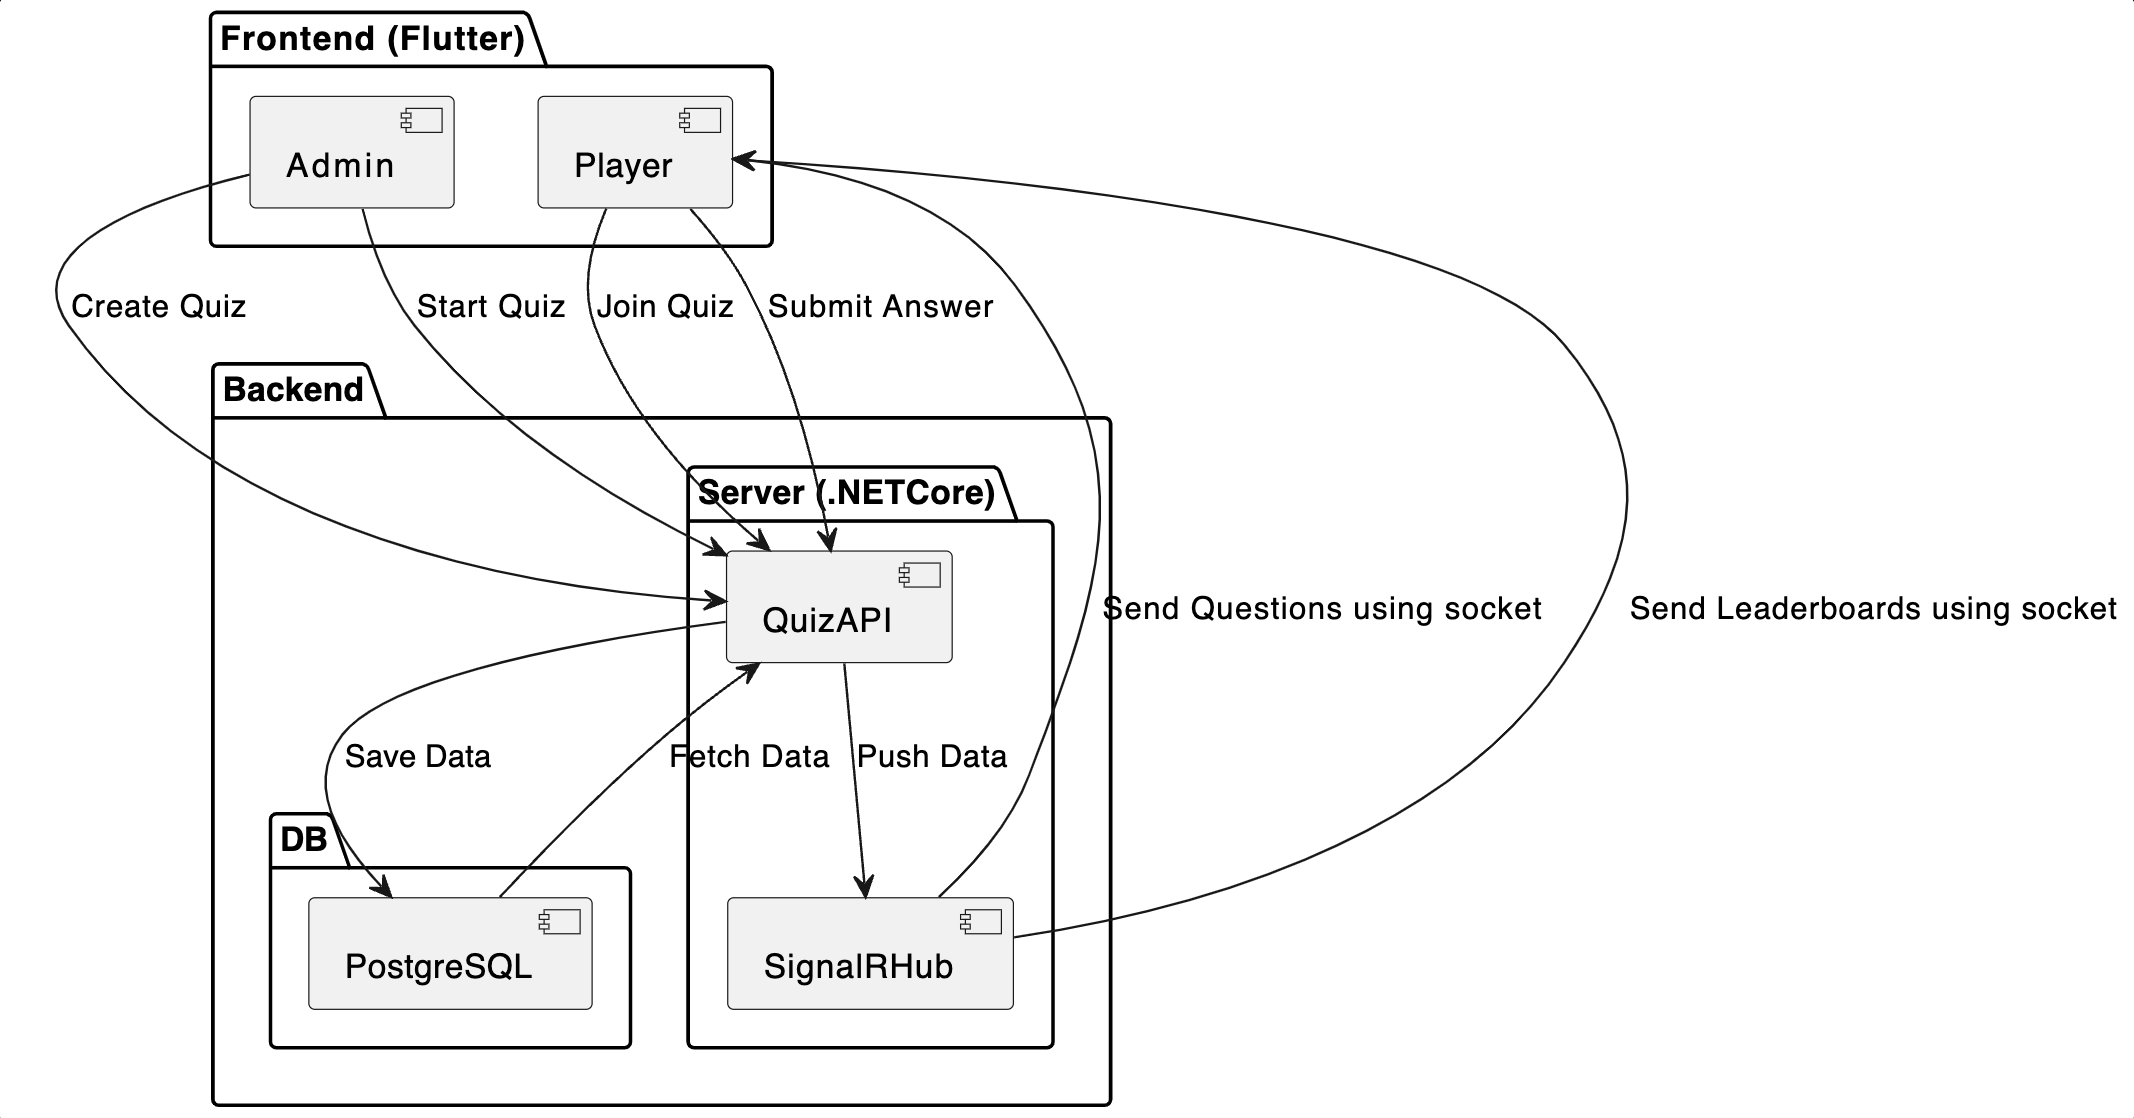 Frontend (Flutter)
Admin
Player
Create Quiz
Start Quiz
Join Quiz
Submit Answer
Backend
Server (.NETCore)
QuizAPI
Send Questions using socket
Send Leaderboards using socket
Save Data
Fetch Data
Push Data
DB
PostgreSQL
SignalRHub